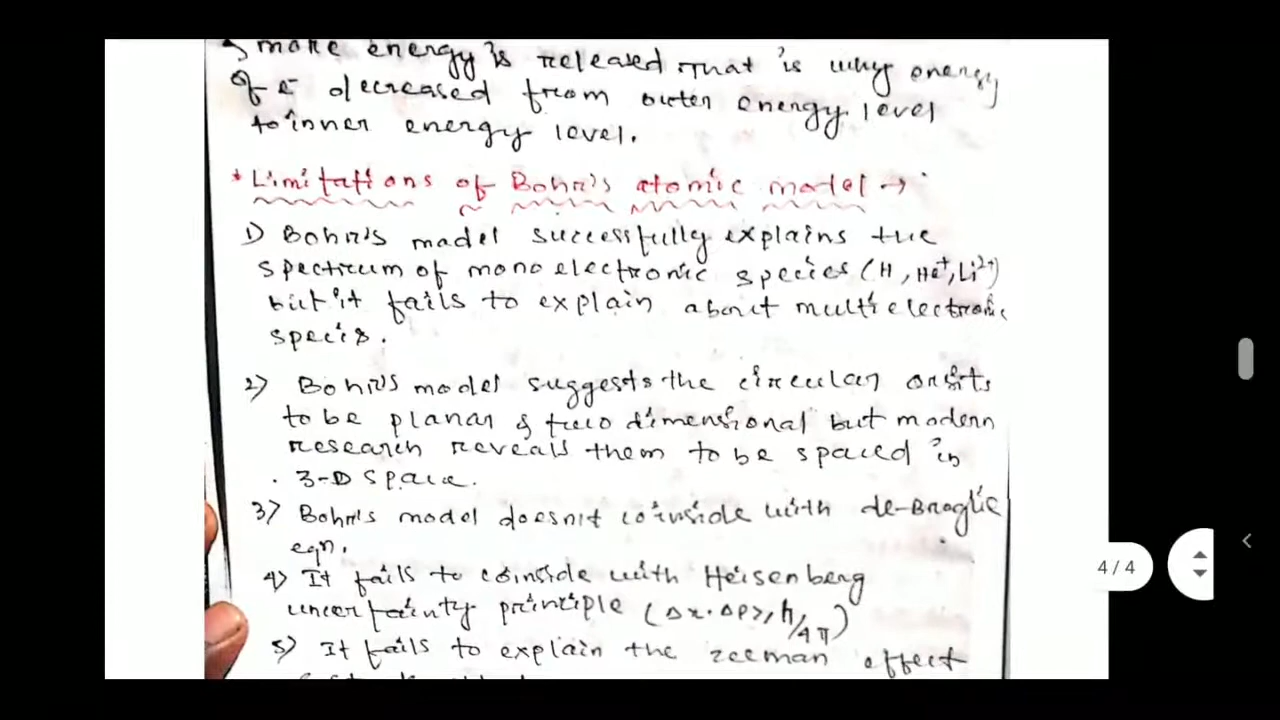 more energy is released That is why energy
of e⁻ decreased from outer energy level
to inner energy level.
* Limitations of Bohr's atomic model →
1) Bohr's model successfully explains the
spectrum of mono electronic species (H, He⁺, Li²⁺)
but it fails to explain about multielectronic
specis.
2) Bohr's model suggests the circular orbits
to be planar & two dimensional but modern
research reveals them to be spaced in
3-D space.
3) Bohr's model doesn't coinside with de-Broglie
eqn.
4) It fails to coinside with Heisenberg
uncertainty principle (Δx·ΔP≥h/4π)
5) It fails to explain the zeeman effect
4 / 4